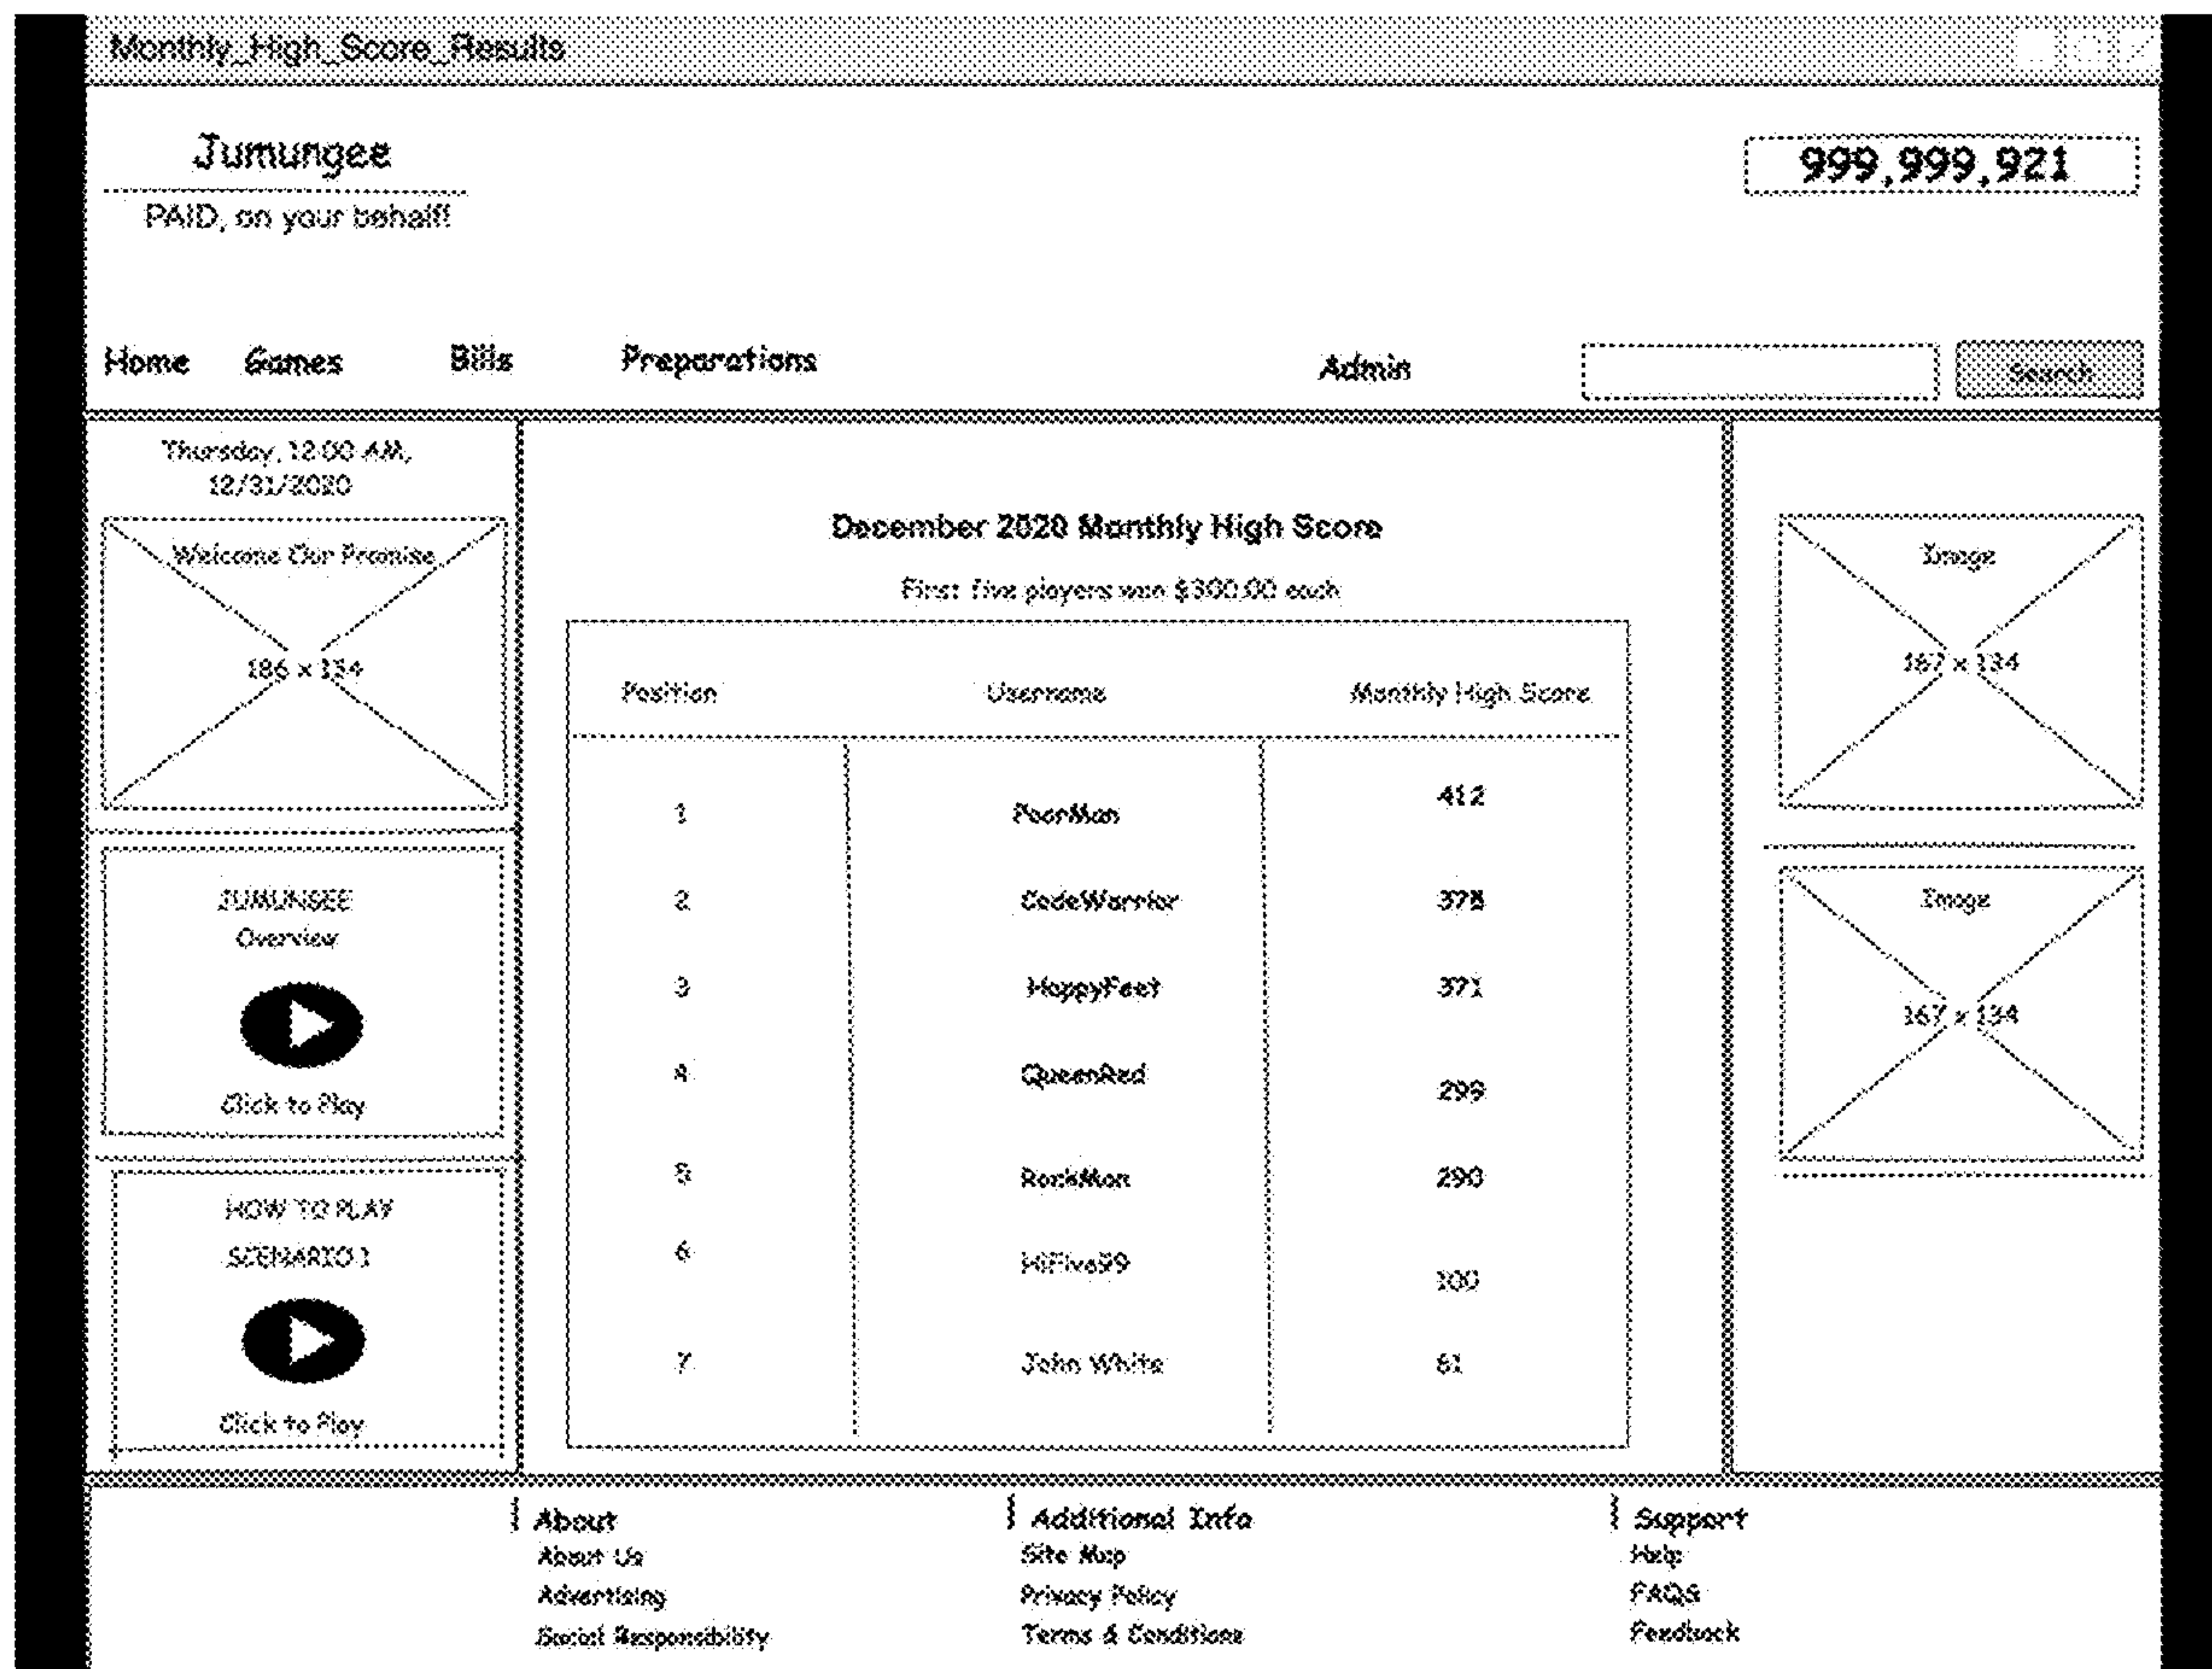 Monthly_High_Score_Results
Jumungee
999,999,921
PAID, on your behalf!
Home Games Bills Preparations Admin Search
Thursday, 12:00 AM,
12/31/2020
Welcome Our Promise
186 x 134
JUMUNGEE
Overview
Click to Play
HOW TO PLAY
SCENARIO 1
Click to Play
December 2020 Monthly High Score
First five players won $300.00 each
Position Username Monthly High Score
1 PoorMan 412
2 CodeWarrior 378
3 HappyFeet 371
4 QueenRed 299
5 RockMan 290
6 100
7 John White 61
Image
167 x 134
Image
167 x 134
About
About Us
Advertising
Social Responsibility
Additional Info
Site Map
Privacy Policy
Terms & Conditions
Support
Help
FAQS
Feedback